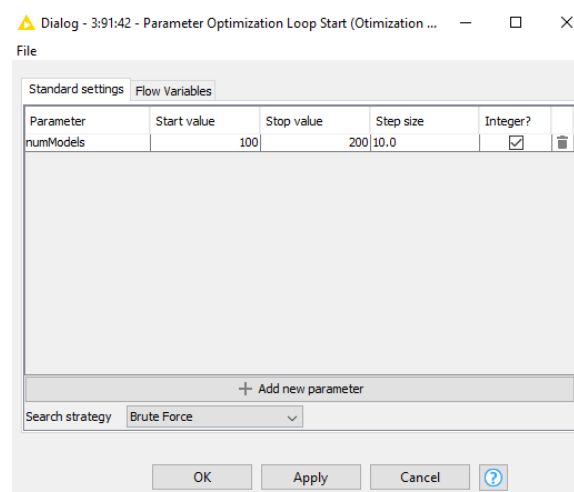 Dialog - 3:91:42 - Parameter Optimization Loop Start (Otimization ...
File
Standard settings Flow Variables
Parameter Start value Stop value Step size Integer?
numModels 100 200 10.0
+ Add new parameter
Search strategy Brute Force
OK Apply Cancel ?